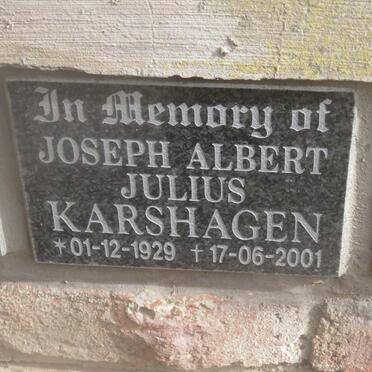 In Memory of
JOSEPH ALBERT
JULIUS
KARSHAGEN
*01-12-1929 †17-06-2001